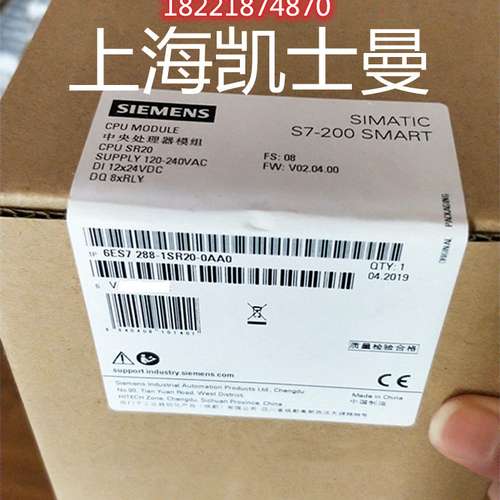 18221874870
上海凯士曼
SIEMENS
SIMATIC
S7-200 SMART
CPU MODULE
中央处理器模组
CPU SR20
SUPPLY 120-240VAC
DI 12x24VDC
DQ 8xRLY
FS: 08
FW: V02.04.00
ORIGINAL PACKAGING
1P 6ES7 288-1SR20-0AA0
QTY: 1
04.2019
S V
质量检验合格
support.industry.siemens.com
Siemens Industrial Automation Products Ltd., Chengdu
No.99, Tian Yuan Road, West District,
HITECH Zone, Chengdu, Sichuan Province, China
CE
Made in China
中国制造